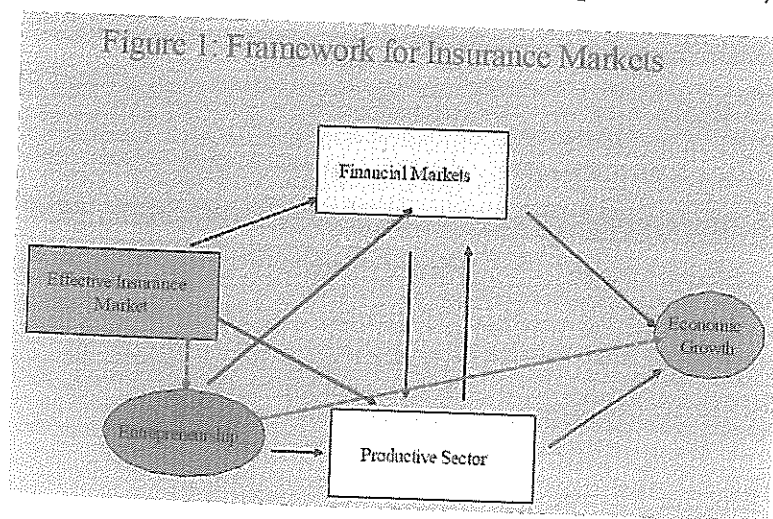 Figure 1: Framework for Insurance Markets
Financial Markets
Effective Insurance
Market
Economic
Growth
Entrepreneurship
Productive Sector